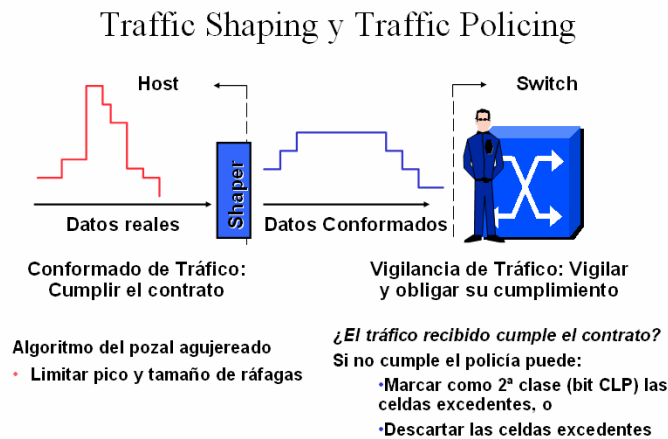 Traffic Shaping y Traffic Policing
Host
Switch
Shaper
Datos reales
Datos Conformados
Conformado de Tráfico:
Cumplir el contrato
Vigilancia de Tráfico: Vigilar
y obligar su cumplimiento
Algoritmo del pozal agujereado
• Limitar pico y tamaño de ráfagas
¿El tráfico recibido cumple el contrato?
Si no cumple el policía puede:
•Marcar como 2ª clase (bit CLP) las
celdas excedentes, o
•Descartar las celdas excedentes